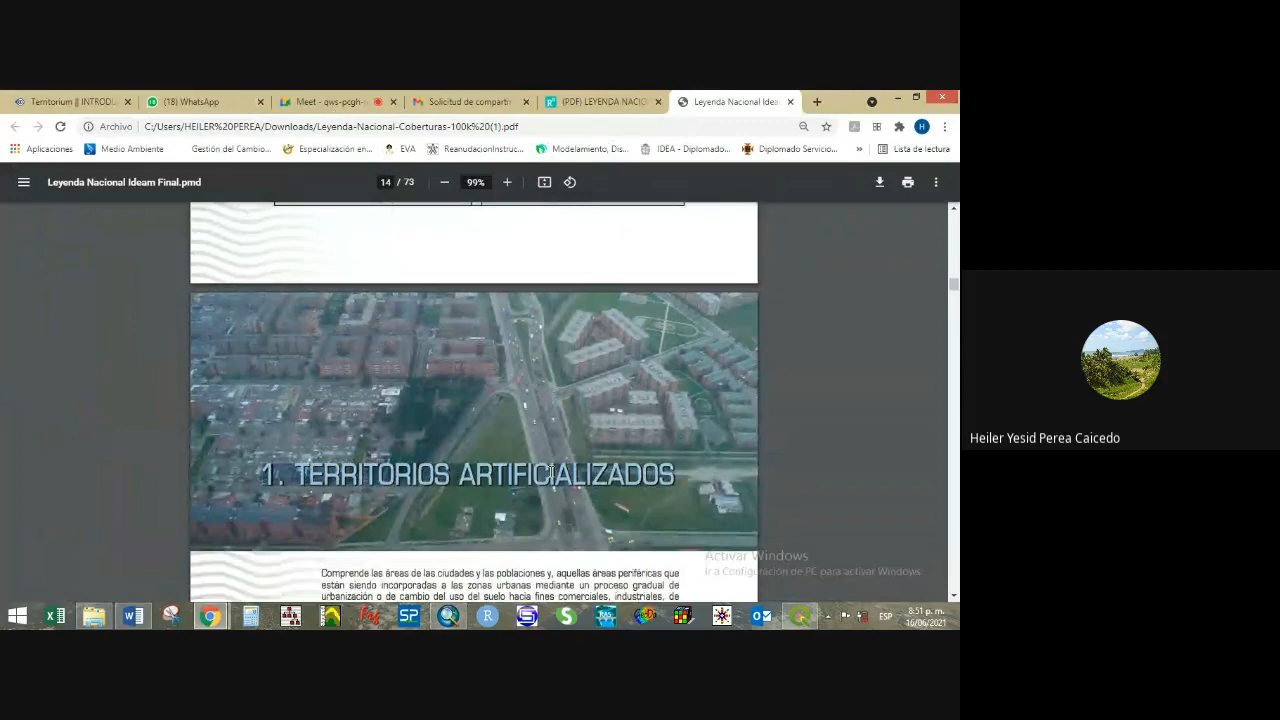 Territorium || INTRODU
(18) WhatsApp
Meet - qws-pcgh-
Solicitud de compartir
(PDF) LEYENDA NACIO
Leyenda Nacional Idea
Archivo
C:/Users/HEILER%20PEREA/Downloads/Leyenda-Nacional-Coberturas-100k%20(1).pdf
Aplicaciones
Medio Ambiente
Gestión del Cambio...
Especialización en...
EVA
ReanudacionInstruc...
Modelamiento, Dis...
IDEA - Diplomado...
Diplomado Servicio...
»
Lista de lectura
Leyenda Nacional Ideam Final.pmd
14 / 73
99%
1. TERRITORIOS ARTIFICIALIZADOS
Comprende las áreas de las ciudades y las poblaciones y, aquellas áreas periféricas que
están siendo incorporadas a las zonas urbanas mediante un proceso gradual de
urbanización o de cambio del uso del suelo hacia fines comerciales, industriales, de
Activar Windows
Ir a Configuración de PC para activar Windows.
Heiler Yesid Perea Caicedo
ESP
8:51 p. m.
16/06/2021